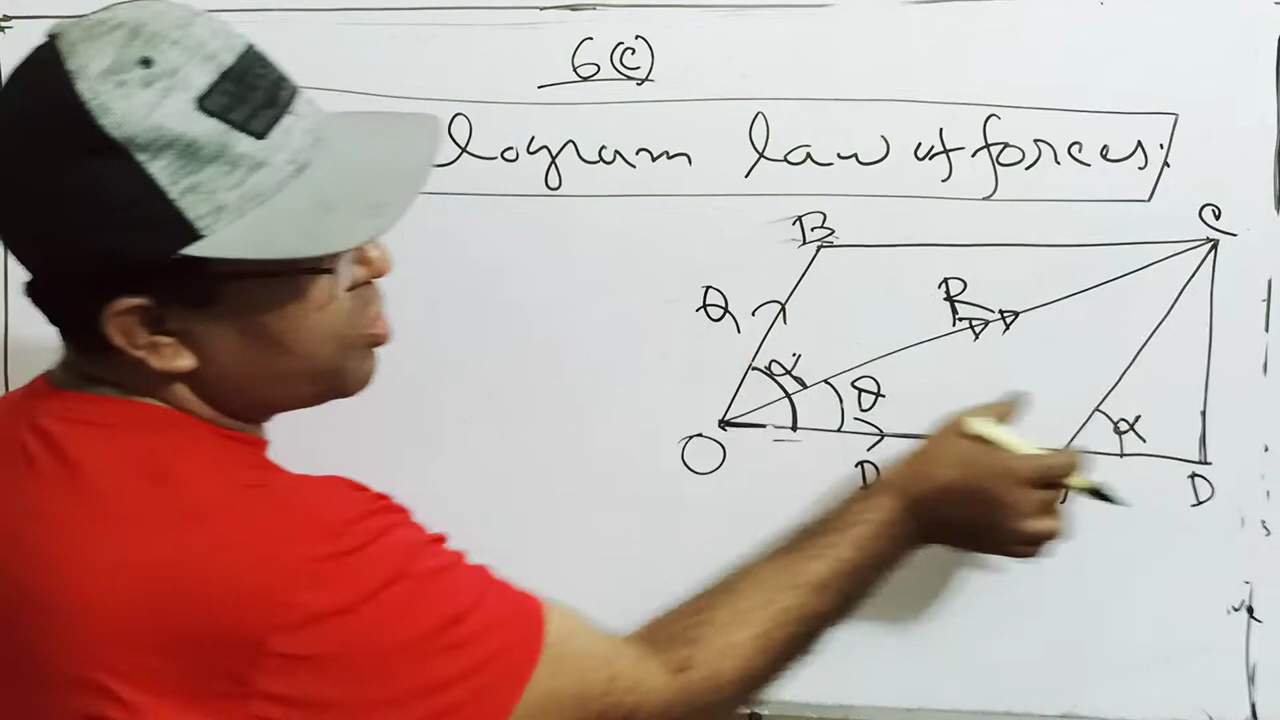 6(C)
logram law of forces.
B
C
Q
R
α
θ
α
O
P
D